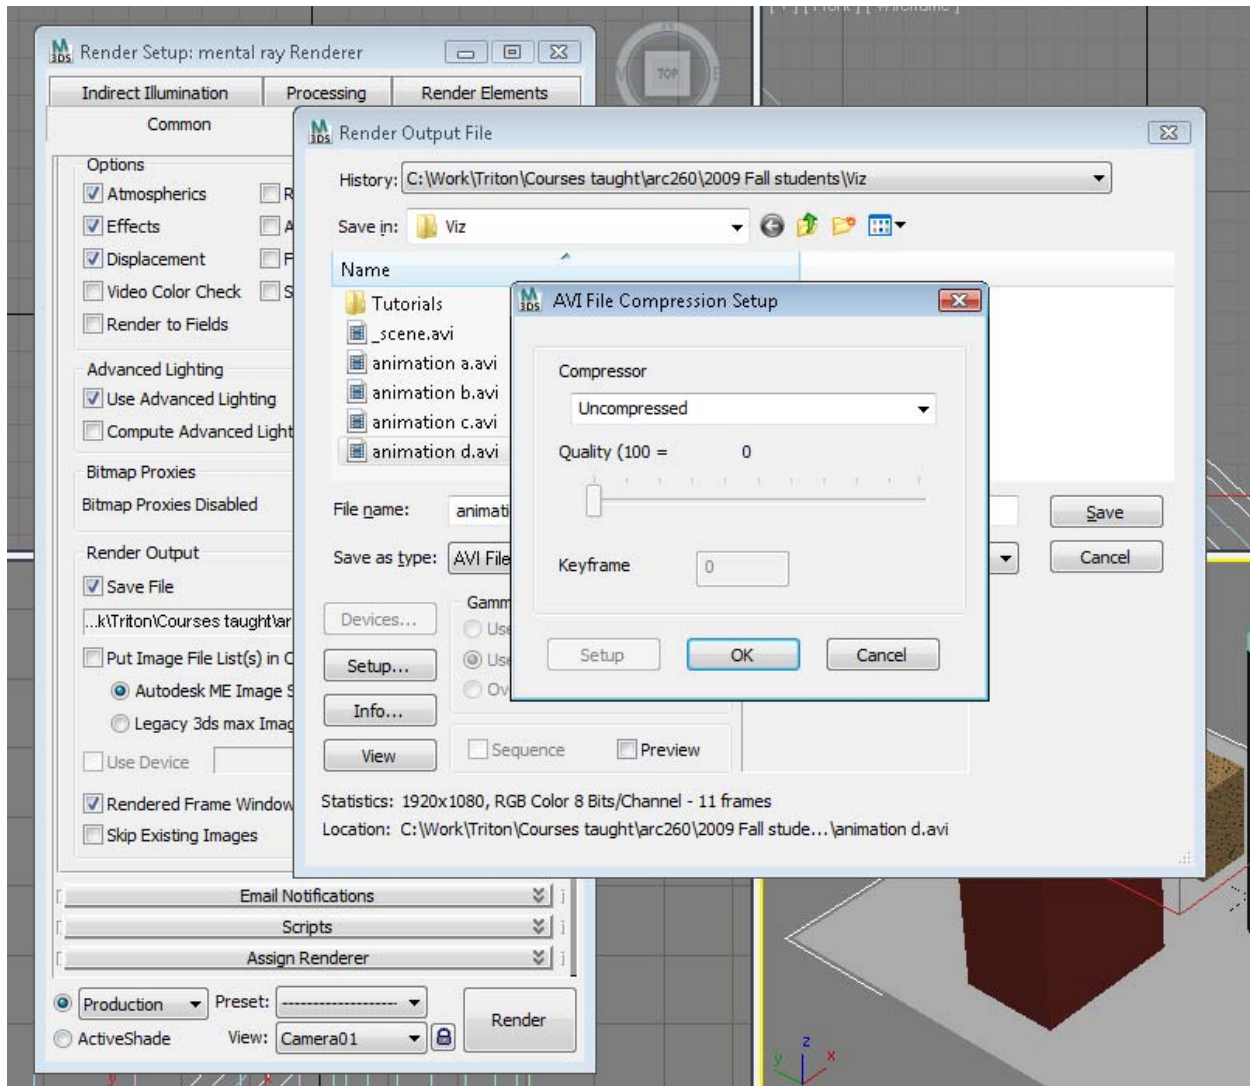 [ + ] [ Front ] [ Wireframe ]
Render Setup: mental ray Renderer
TOP
Indirect Illumination Processing Render Elements
Common
Options
Atmospherics
Effects
Displacement
Video Color Check
Render to Fields
Advanced Lighting
Use Advanced Lighting
Compute Advanced Light
Bitmap Proxies
Bitmap Proxies Disabled
Render Output
Save File
...k\Triton\Courses taught\ar
Put Image File List(s) in
Autodesk ME Image
Legacy 3ds max
Use Device
Rendered Frame Window
Skip Existing Images
Email Notifications
Scripts
Assign Renderer
Production Preset: -------------------
ActiveShade View: Camera01
Render
Render Output File
History: C:\Work\Triton\Courses taught\arc260\2009 Fall students\Viz
Save in: Viz
Name
Tutorials
_scene.avi
animation a.avi
animation b.avi
animation c.avi
animation d.avi
File name: animati
Save
Save as type: AVI File
Cancel
Devices...
Setup...
Info...
View
Gamm
Use
Use
Ov
Sequence Preview
Statistics: 1920x1080, RGB Color 8 Bits/Channel - 11 frames
Location: C:\Work\Triton\Courses taught\arc260\2009 Fall stude...\animation d.avi
AVI File Compression Setup
Compressor
Uncompressed
Quality (100 = 0
Keyframe 0
Setup OK Cancel
z
y x